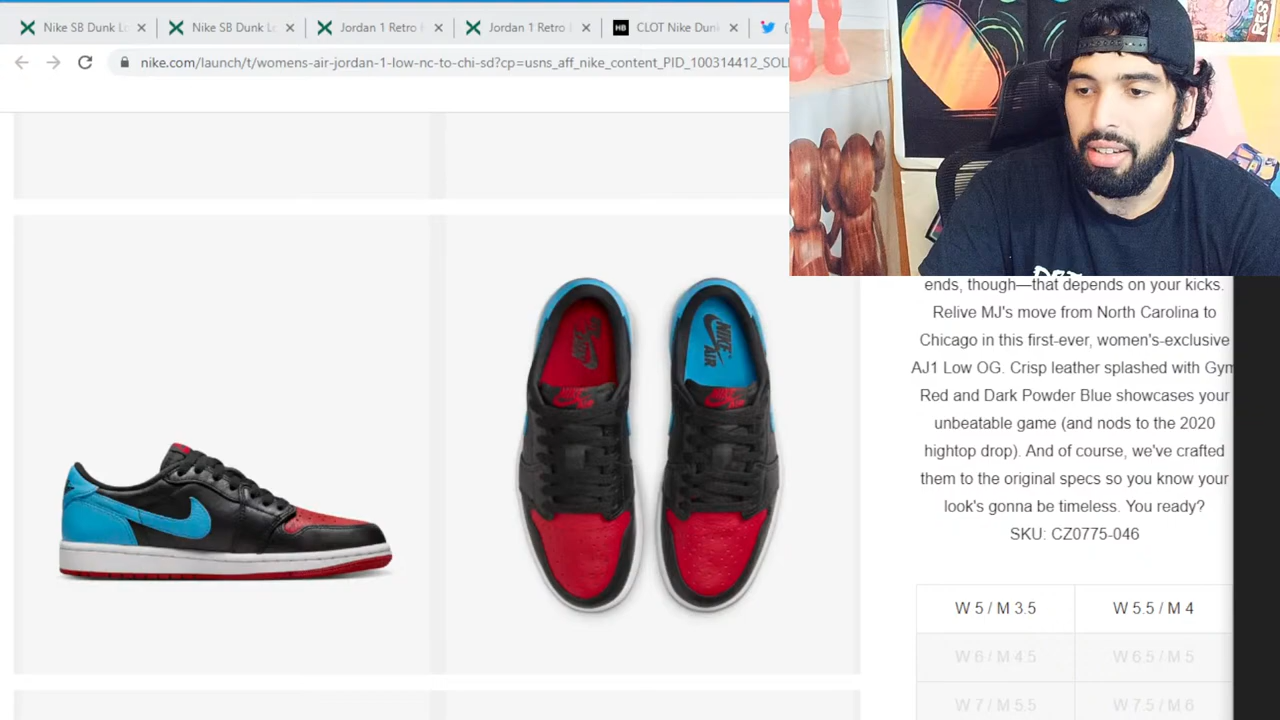 Nike SB Dunk Lo
Nike SB Dunk Lo
Jordan 1 Retro
Jordan 1 Retro
HB
CLOT Nike Dunk
nike.com/launch/t/womens-air-jordan-1-low-nc-to-chi-sd?cp=usns_aff_nike_content_PID_100314412_SOL
ends, though—that depends on your kicks.
Relive MJ's move from North Carolina to
Chicago in this first-ever, women's-exclusive
AJ1 Low OG. Crisp leather splashed with Gym
Red and Dark Powder Blue showcases your
unbeatable game (and nods to the 2020
hightop drop). And of course, we've crafted
them to the original specs so you know your
look's gonna be timeless. You ready?
SKU: CZ0775-046
NIKE
AIR
W 5 / M 3.5
W 5.5 / M 4
W 6 / M 4.5
W 6.5 / M 5
W 7 / M 5.5
W 7.5 / M 6